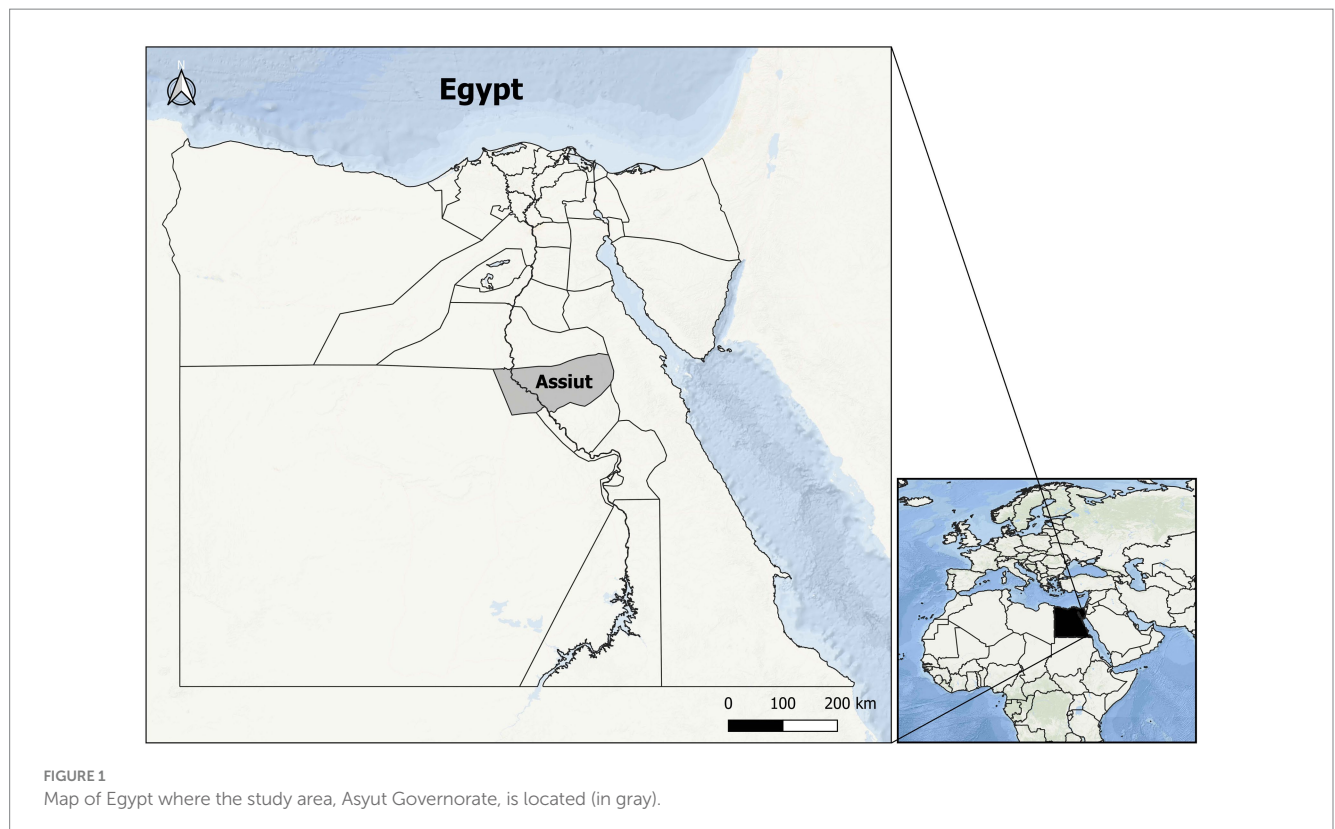 N
Egypt
Assiut
0 100 200 km
FIGURE 1
Map of Egypt where the study area, Asyut Governorate, is located (in gray).